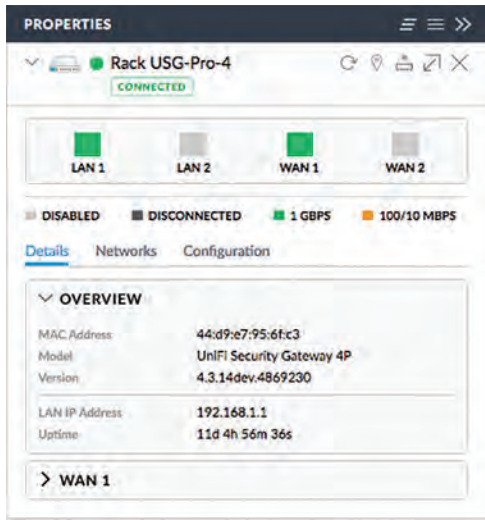 PROPERTIES
Rack USG-Pro-4
CONNECTED
LAN 1 LAN 2 WAN 1 WAN 2
DISABLED DISCONNECTED 1 GBPS 100/10 MBPS
Details Networks Configuration
OVERVIEW
MAC Address 44:d9:e7:95:6f:c3
Model UniFi Security Gateway 4P
Version 4.3.14dev.4869230
LAN IP Address 192.168.1.1
Uptime 11d 4h 56m 36s
WAN 1